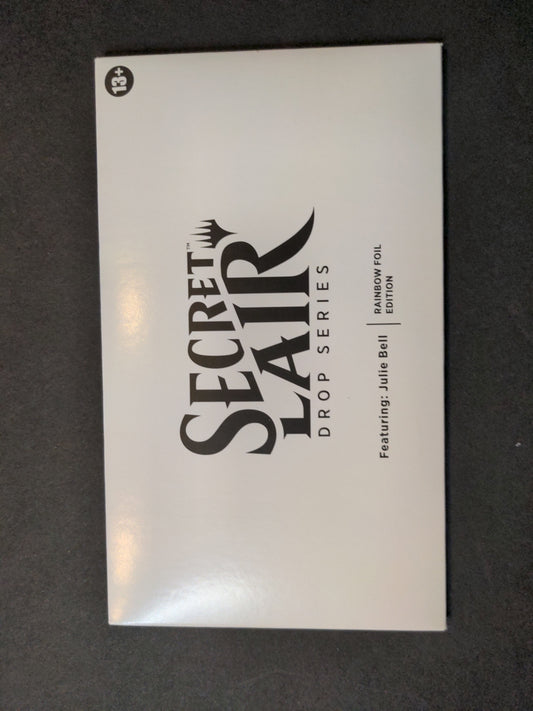 13+
SECRET™
LAIR
DROP SERIES
Featuring: Julie Bell
RAINBOW FOIL
EDITION